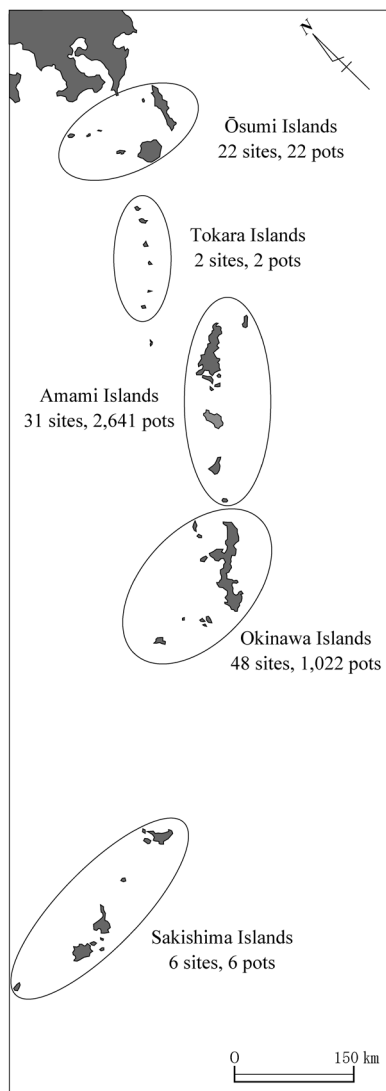 N
Ōsumi Islands
22 sites, 22 pots
Tokara Islands
2 sites, 2 pots
Amami Islands
31 sites, 2,641 pots
Okinawa Islands
48 sites, 1,022 pots
Sakishima Islands
6 sites, 6 pots
0 150 km